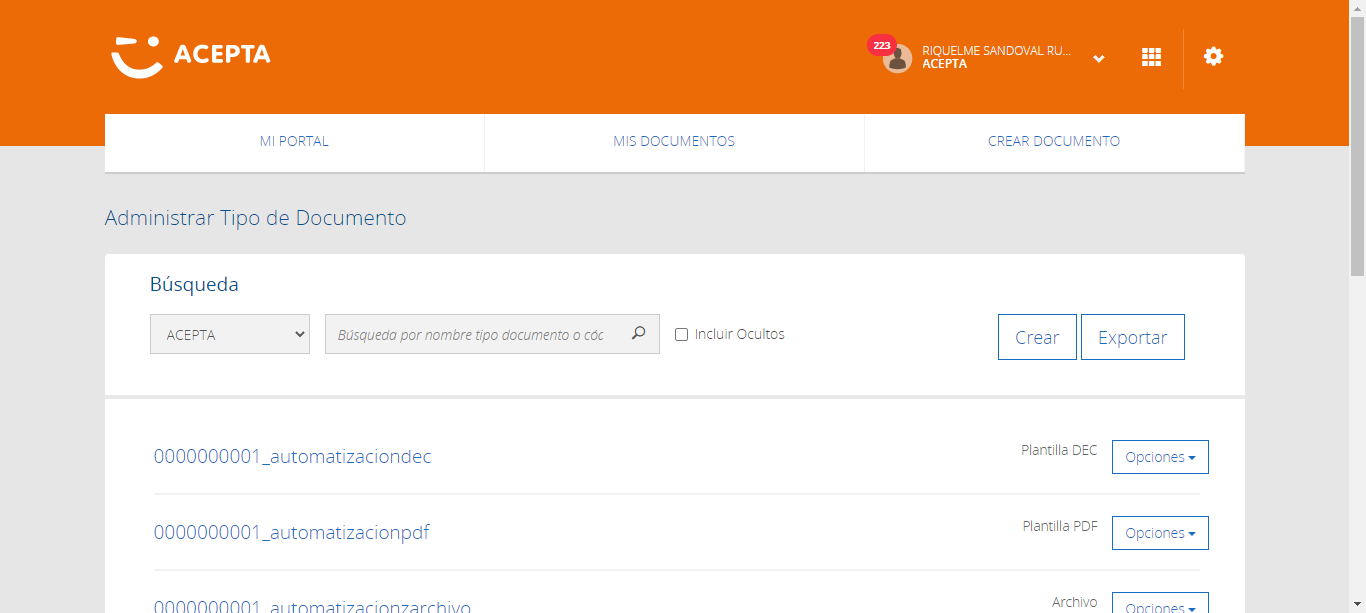 ACEPTA
223
RIQUELME SANDOVAL RU...
ACEPTA
MI PORTAL
MIS DOCUMENTOS
CREAR DOCUMENTO
Administrar Tipo de Documento
Búsqueda
ACEPTA
Búsqueda por nombre tipo documento o cóc
Incluir Ocultos
Crear
Exportar
0000000001_automatizaciondec
Plantilla DEC
Opciones
0000000001_automatizacionpdf
Plantilla PDF
Opciones
0000000001_automatizacionzarchivo
Archivo
Opciones